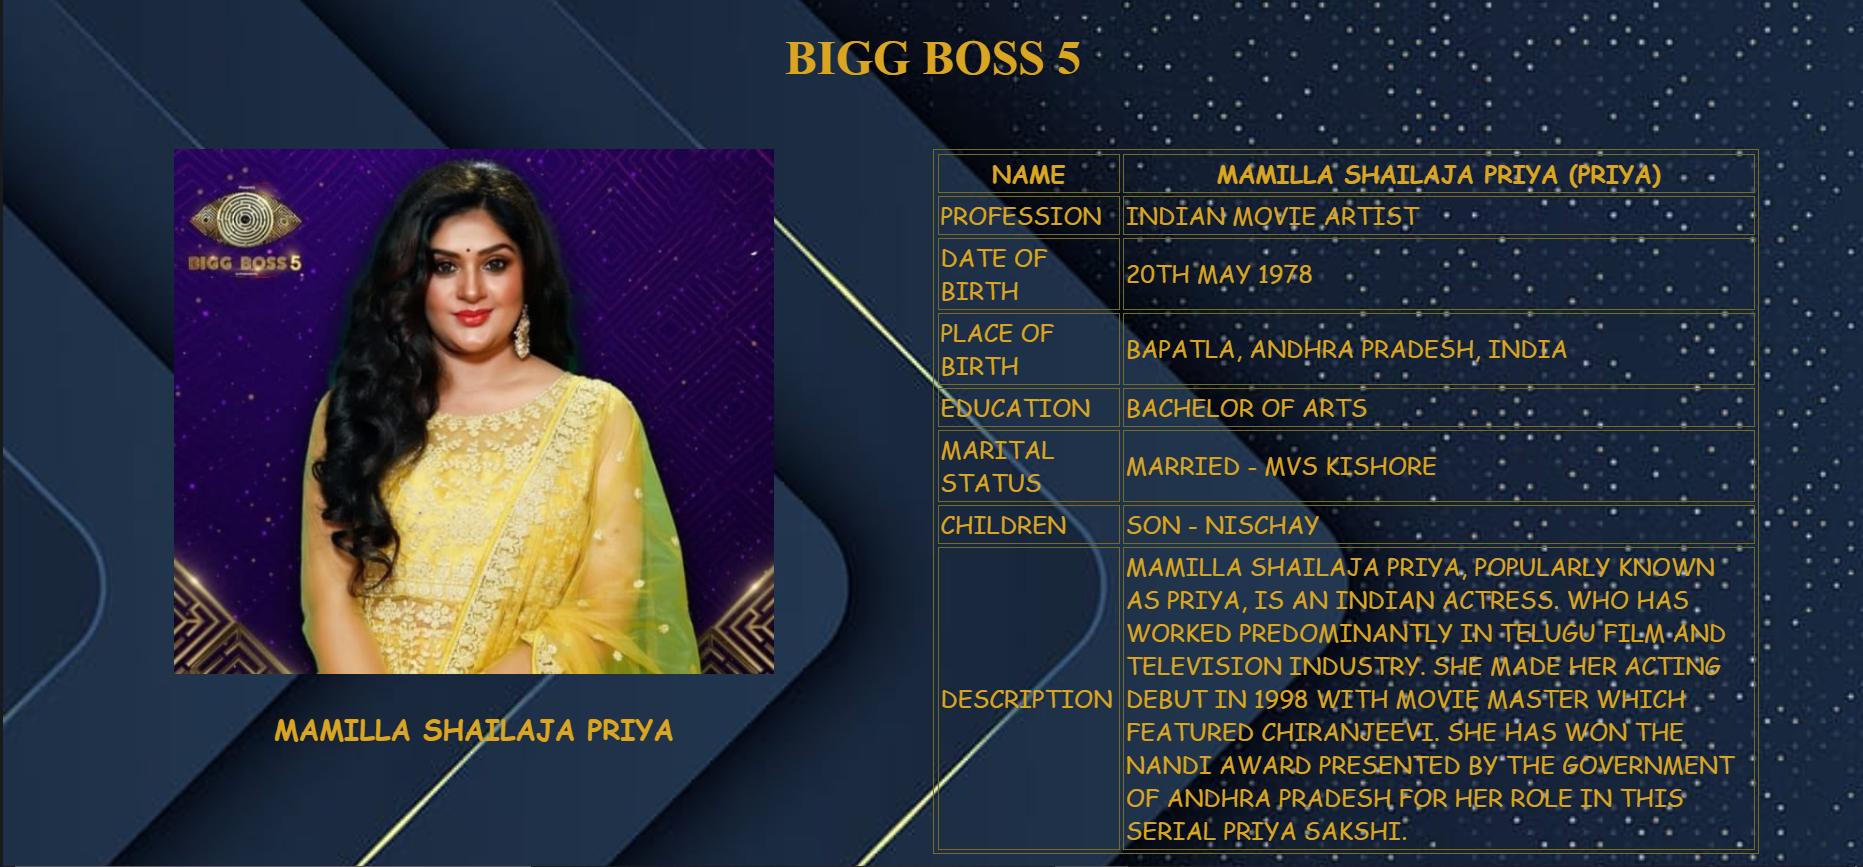 BIGG BOSS 5
BIGG BOSS 5
MAMILLA SHAILAJA PRIYA
NAME MAMILLA SHAILAJA PRIYA (PRIYA)
PROFESSION INDIAN MOVIE ARTIST
DATE OF
BIRTH
20TH MAY 1978
PLACE OF
BIRTH
BAPATLA, ANDHRA PRADESH, INDIA
EDUCATION BACHELOR OF ARTS
MARITAL
STATUS
MARRIED - MVS KISHORE
CHILDREN SON - NISCHAY
DESCRIPTION
MAMILLA SHAILAJA PRIYA, POPULARLY KNOWN
AS PRIYA, IS AN INDIAN ACTRESS. WHO HAS
WORKED PREDOMINANTLY IN TELUGU FILM AND
TELEVISION INDUSTRY. SHE MADE HER ACTING
DEBUT IN 1998 WITH MOVIE MASTER WHICH
FEATURED CHIRANJEEVI. SHE HAS WON THE
NANDI AWARD PRESENTED BY THE GOVERNMENT
OF ANDHRA PRADESH FOR HER ROLE IN THIS
SERIAL PRIYA SAKSHI.